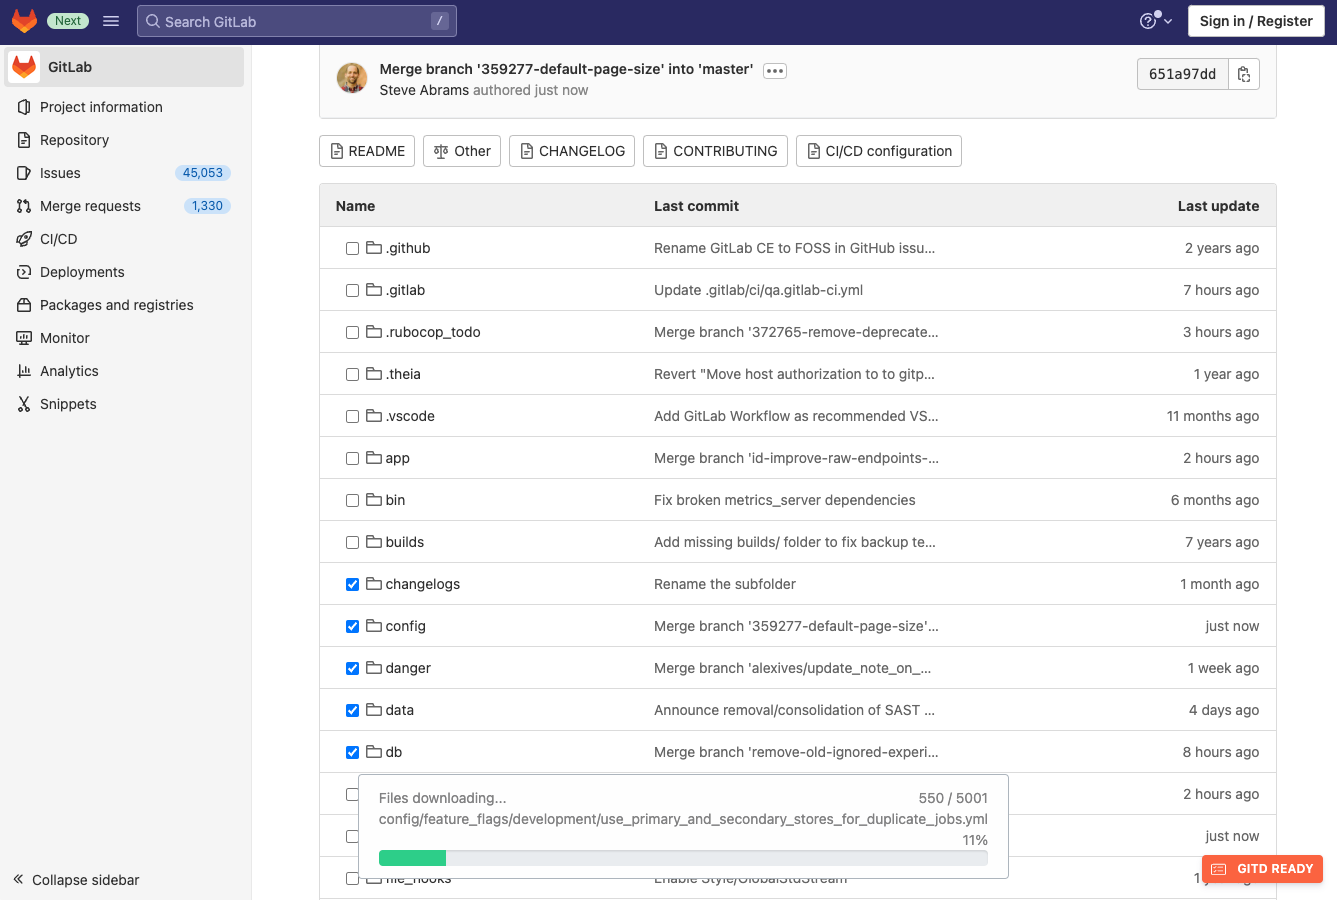 Next
Search GitLab
/
Sign in / Register
GitLab
Project information
Repository
Issues 45,053
Merge requests 1,330
CI/CD
Deployments
Packages and registries
Monitor
Analytics
Snippets
Collapse sidebar
Merge branch '359277-default-page-size' into 'master'
Steve Abrams authored just now
651a97dd
README
Other
CHANGELOG
CONTRIBUTING
CI/CD configuration
Name Last commit Last update
.github Rename GitLab CE to FOSS in GitHub issu... 2 years ago
.gitlab Update .gitlab/ci/qa.gitlab-ci.yml 7 hours ago
.rubocop_todo Merge branch '372765-remove-deprecate... 3 hours ago
.theia Revert "Move host authorization to to gitp... 1 year ago
.vscode Add GitLab Workflow as recommended VS... 11 months ago
app Merge branch 'id-improve-raw-endpoints-... 2 hours ago
bin Fix broken metrics_server dependencies 6 months ago
builds Add missing builds/ folder to fix backup te... 7 years ago
changelogs Rename the subfolder 1 month ago
config Merge branch '359277-default-page-size'... just now
danger Merge branch 'alexives/update_note_on_... 1 week ago
data Announce removal/consolidation of SAST ... 4 days ago
db Merge branch 'remove-old-ignored-experi... 8 hours ago
2 hours ago
just now
file_hooks Enable Style/GlobalStdStream
Files downloading... 550 / 5001
config/feature_flags/development/use_primary_and_secondary_stores_for_duplicate_jobs.yml
11%
GITD READY